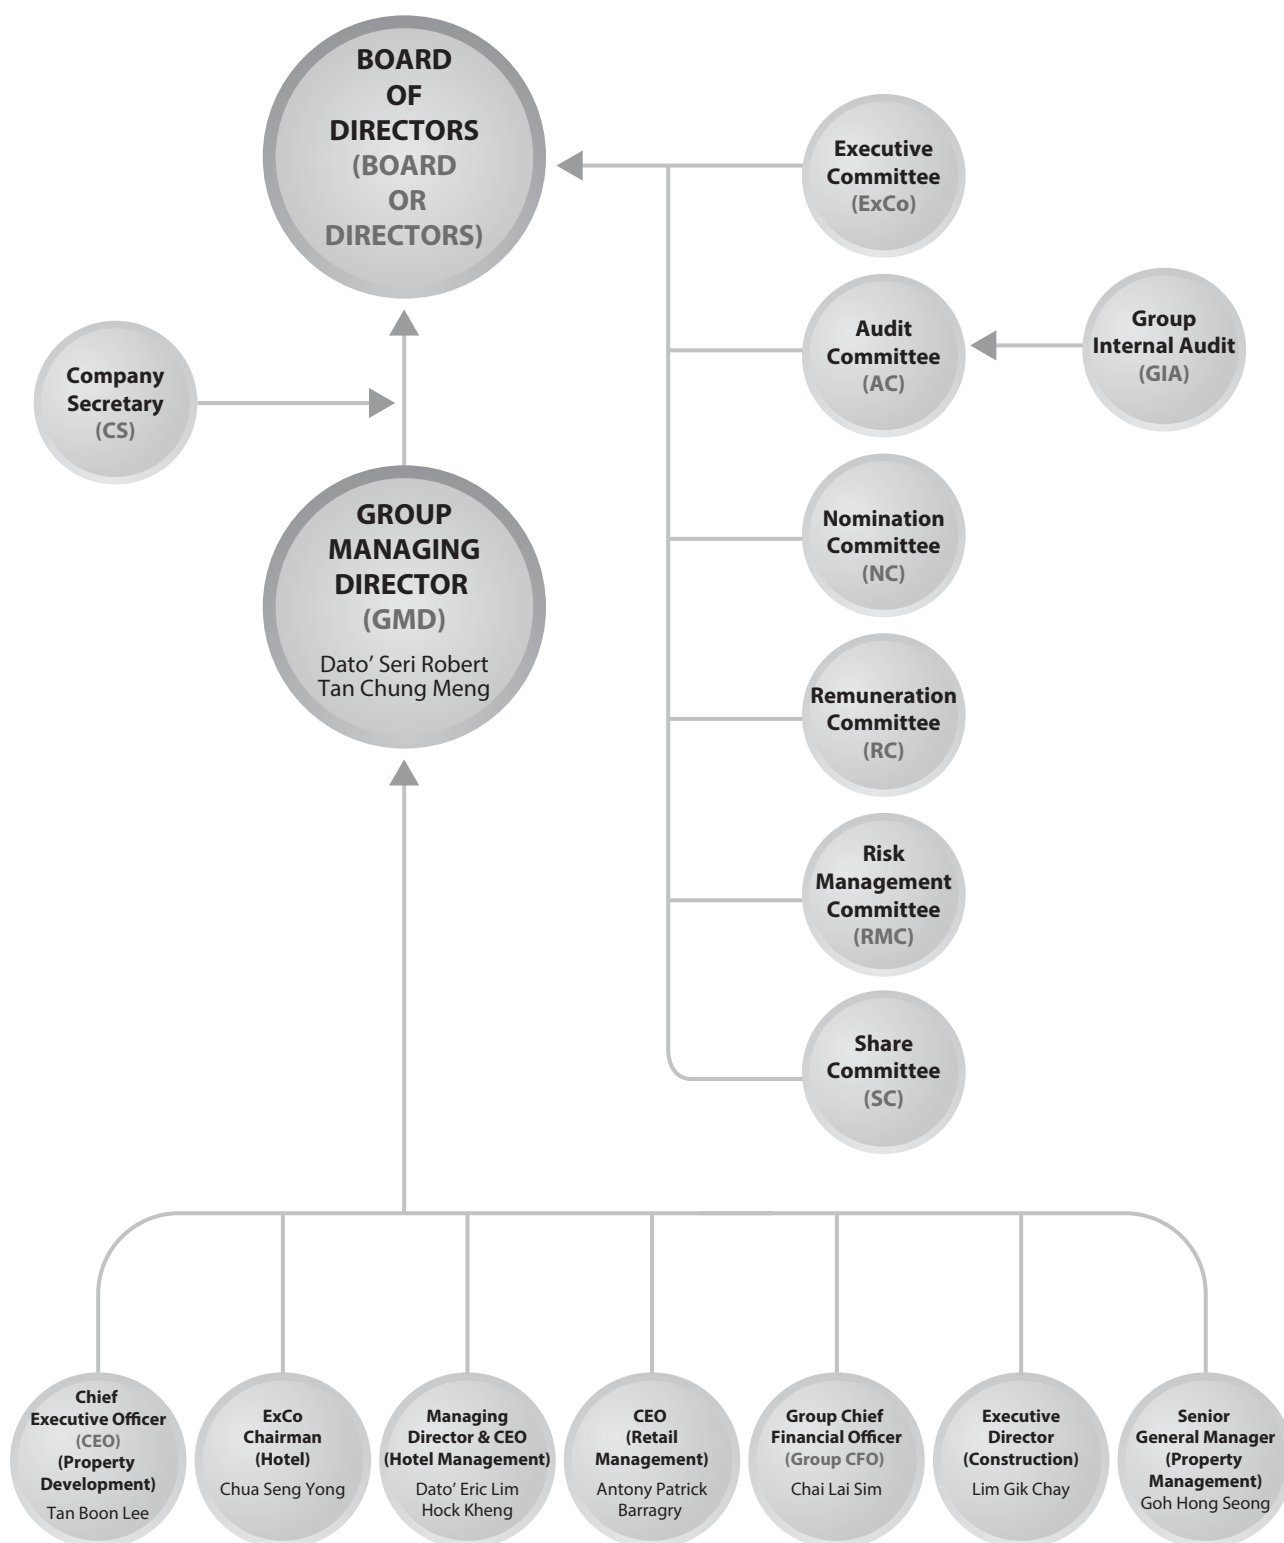 BOARD
OF
DIRECTORS
(BOARD
OR
DIRECTORS)
Executive
Committee
(ExCo)
Audit
Committee
(AC)
Group
Internal Audit
(GIA)
Company
Secretary
(CS)
GROUP
MANAGING
DIRECTOR
(GMD)
Dato’ Seri Robert
Tan Chung Meng
Nomination
Committee
(NC)
Remuneration
Committee
(RC)
Risk
Management
Committee
(RMC)
Share
Committee
(SC)
Chief
Executive Officer
(CEO)
(Property
Development)
Tan Boon Lee
ExCo
Chairman
(Hotel)
Chua Seng Yong
Managing
Director & CEO
(Hotel Management)
Dato’ Eric Lim
Hock Kheng
CEO
(Retail
Management)
Antony Patrick
Barragry
Group Chief
Financial Officer
(Group CFO)
Chai Lai Sim
Executive
Director
(Construction)
Lim Gik Chay
Senior
General Manager
(Property
Management)
Goh Hong Seong